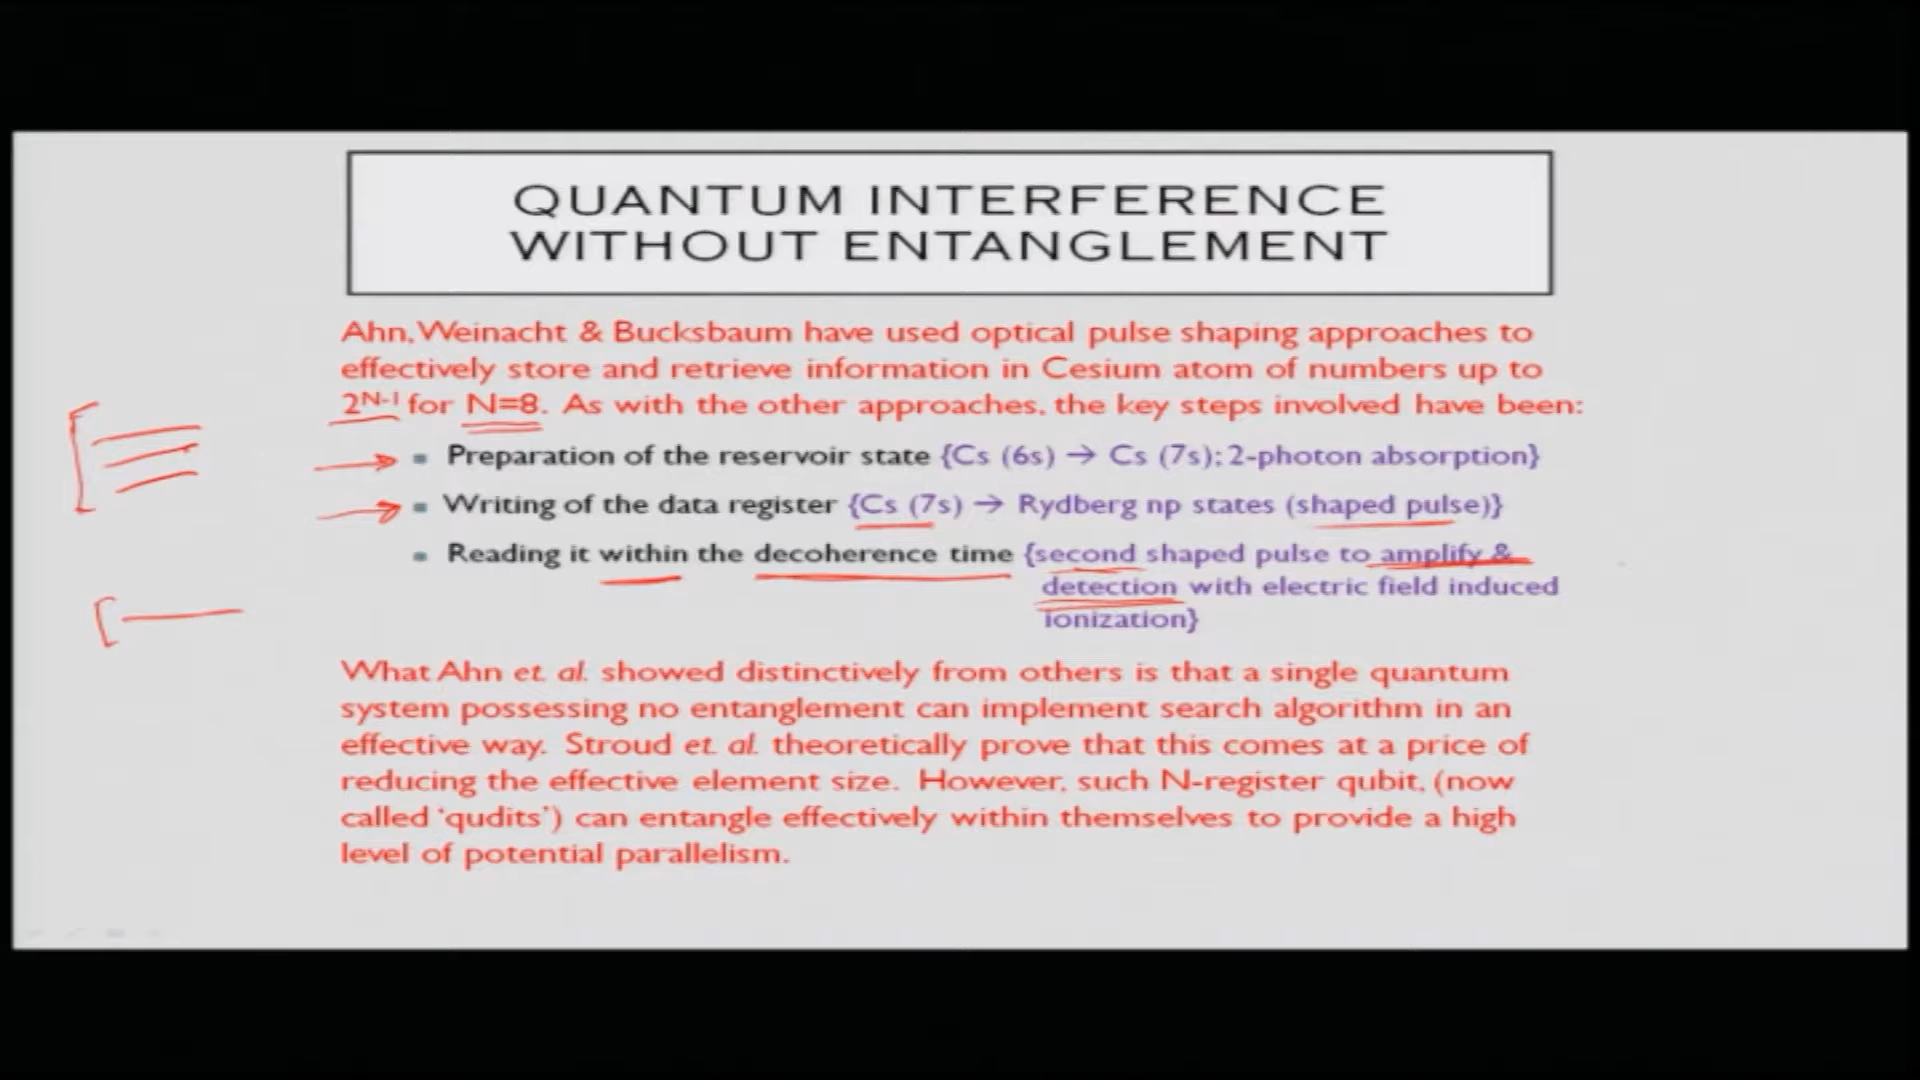 QUANTUM INTERFERENCE
WITHOUT ENTANGLEMENT
Ahn, Weinacht & Bucksbaum have used optical pulse shaping approaches to
effectively store and retrieve information in Cesium atom of numbers up to
2ᴺ⁻¹ for N=8. As with the other approaches, the key steps involved have been:
▪ Preparation of the reservoir state {Cs (6s) → Cs (7s); 2-photon absorption}
▪ Writing of the data register {Cs (7s) → Rydberg np states (shaped pulse)}
▪ Reading it within the decoherence time {second shaped pulse to amplify &
detection with electric field induced
ionization}
What Ahn et. al. showed distinctively from others is that a single quantum
system possessing no entanglement can implement search algorithm in an
effective way. Stroud et. al. theoretically prove that this comes at a price of
reducing the effective element size. However, such N-register qubit, (now
called ‘qudits’) can entangle effectively within themselves to provide a high
level of potential parallelism.